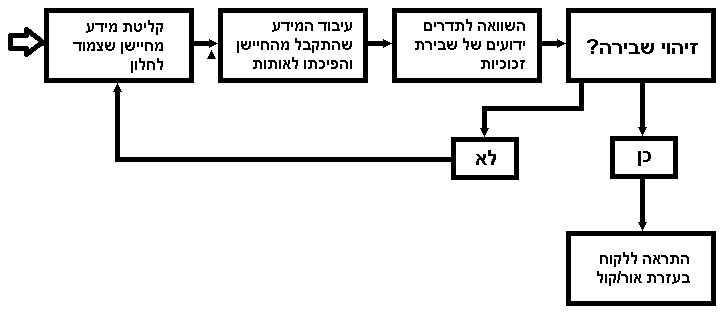 קליטת מידע
מחיישן שצמוד
לחלון
עיבוד המידע
שהתקבל מהחיישן
והפיכתו לאותות
השוואה לתדרים
ידועים של שבירת
זכוכיות
זיהוי שבירה?
לא
כן
התראה ללקוח
בעזרת אור/קול